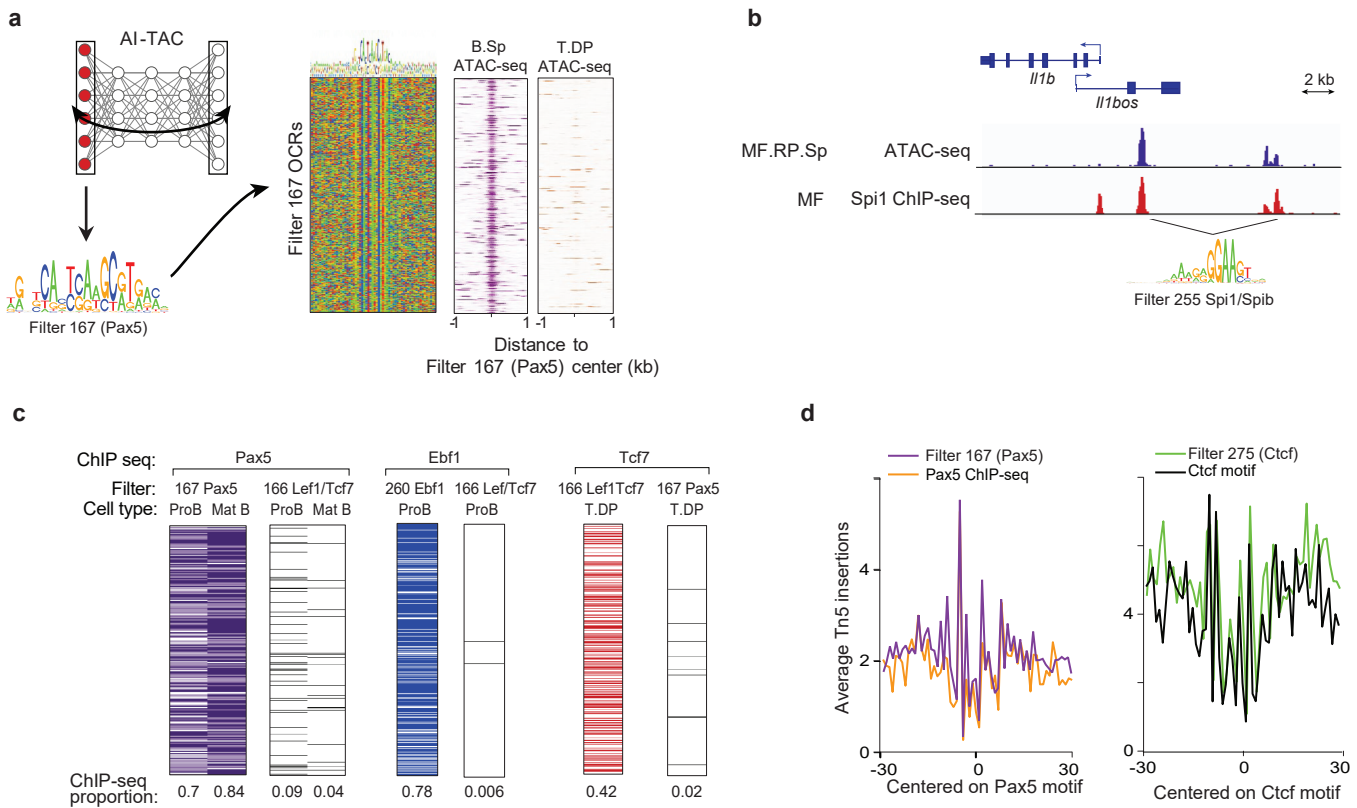 a
AI-TAC
Filter 167 (Pax5)
Filter 167 OCRs
B.Sp
ATAC-seq
T.DP
ATAC-seq
-1 1 -1 1
Distance to
Filter 167 (Pax5) center (kb)
b
Il1b
Il1bos
2 kb
MF.RP.Sp ATAC-seq
MF Spi1 ChIP-seq
Filter 255 Spi1/Spib
c
ChIP seq: Pax5 Ebf1 Tcf7
Filter: 167 Pax5 166 Lef1/Tcf7 260 Ebf1 166 Lef/Tcf7 166 Lef1Tcf7 167 Pax5
Cell type: ProB Mat B ProB Mat B ProB ProB T.DP T.DP
ChIP-seq
proportion: 0.7 0.84 0.09 0.04 0.78 0.006 0.42 0.02
d
Filter 167 (Pax5)
Pax5 ChIP-seq
Average Tn5 insertions
6
4
2
0
-30 0 30
Centered on Pax5 motif
Filter 275 (Ctcf)
Ctcf motif
8
4
0
-30 0 30
Centered on Ctcf motif